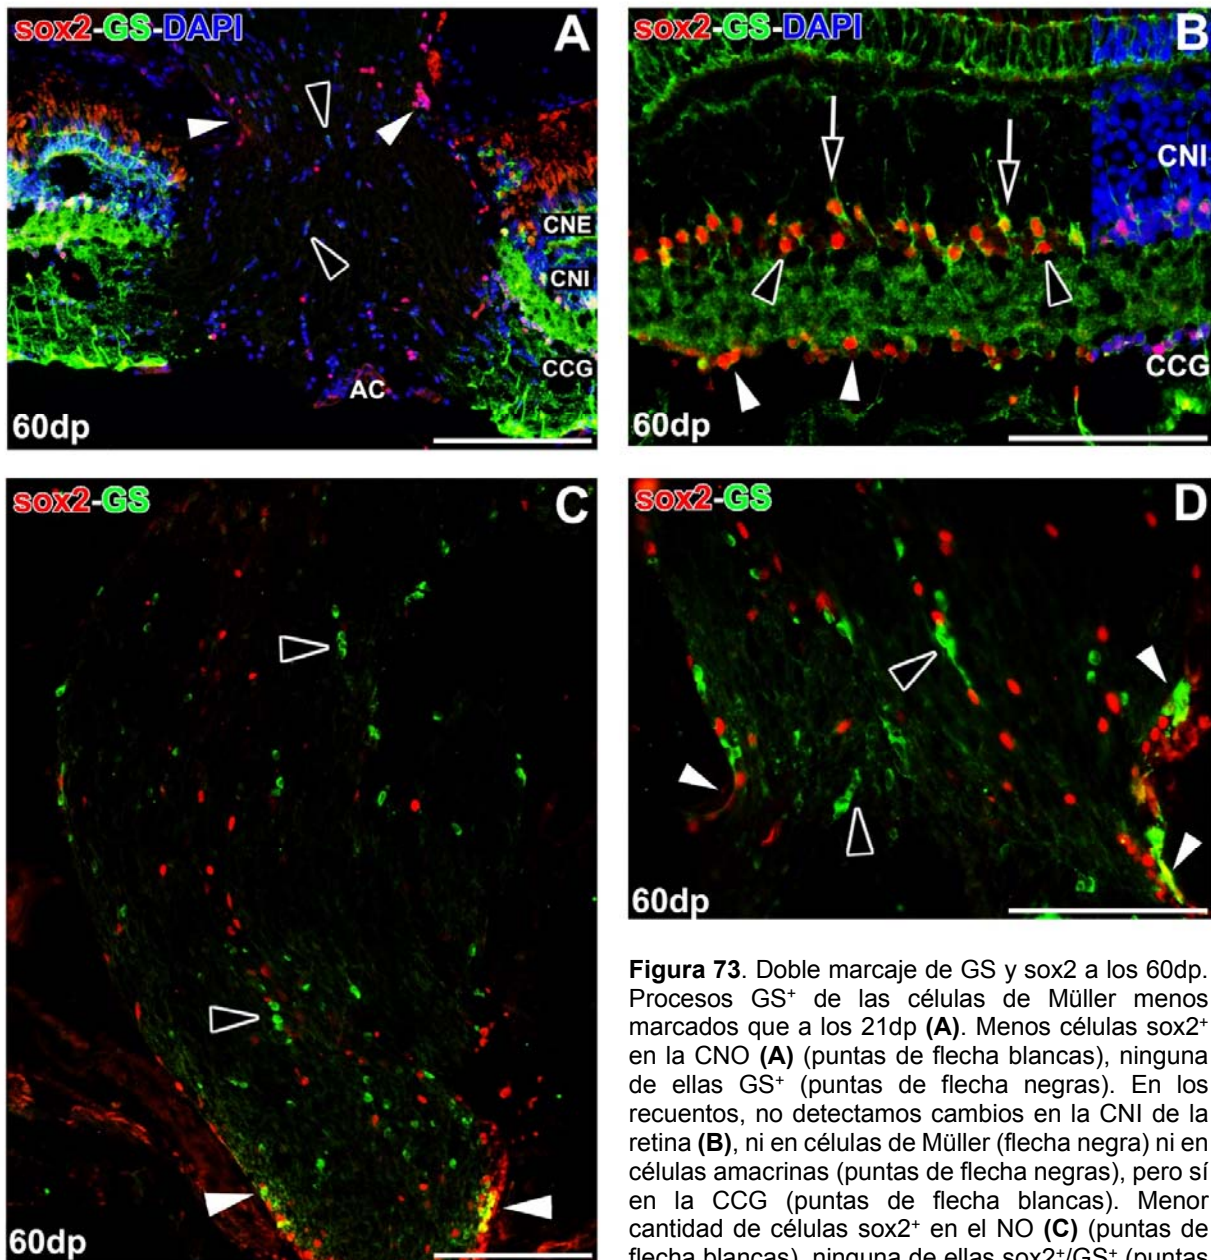 sox2-GS-DAPI
A
CNE
CNI
CCG
AC
60dp
sox2-GS-DAPI
B
CNI
CCG
60dp
sox2-GS
C
60dp
sox2-GS
D
60dp
Figura 73. Doble marcaje de GS y sox2 a los 60dp.
Procesos GS⁺ de las células de Müller menos
marcados que a los 21dp (A). Menos células sox2⁺
en la CNO (A) (puntas de flecha blancas), ninguna
de ellas GS⁺ (puntas de flecha negras). En los
recuentos, no detectamos cambios en la CNI de la
retina (B), ni en células de Müller (flecha negra) ni en
células amacrinas (puntas de flecha negras), pero sí
en la CCG (puntas de flecha blancas). Menor
cantidad de células sox2⁺ en el NO (C) (puntas de
flecha blancas), ninguna de ellas sox2⁺/GS⁺ (puntas